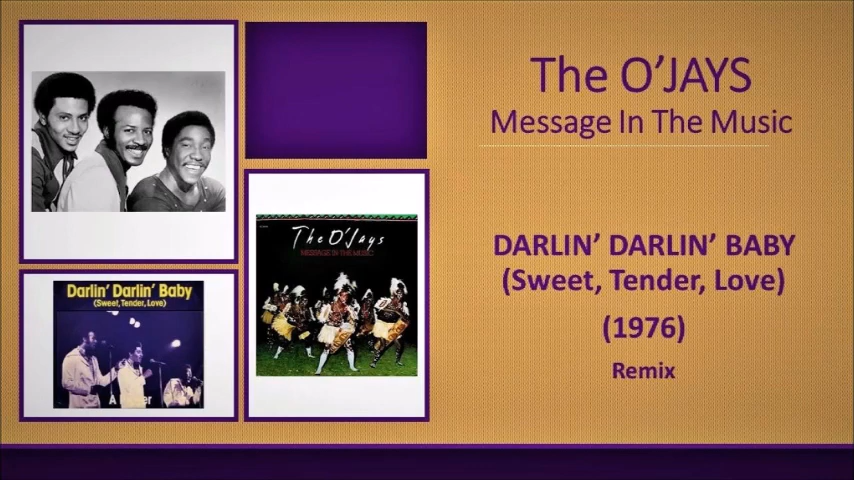 The O'JAYS
Message In The Music
DARLIN' DARLIN' BABY
(Sweet, Tender, Love)
(1976)
Remix
The O'Jays
MESSAGE IN THE MUSIC
Darlin' Darlin' Baby
(Sweet, Tender, Love)
A